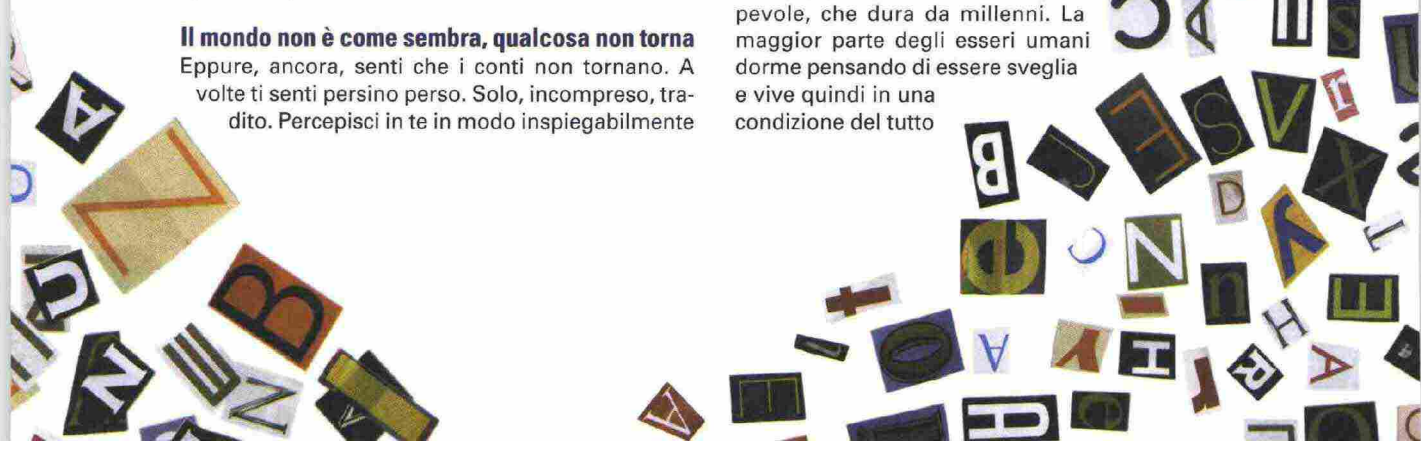 Il mondo non è come sembra, qualcosa non torna
Eppure, ancora, senti che i conti non tornano. A
volte ti senti persino perso. Solo, incompreso, tra-
dito. Percepisci in te in modo inspiegabilmente
pevole, che dura da millenni. La
maggior parte degli esseri umani
dorme pensando di essere sveglia
e vive quindi in una
condizione del tutto